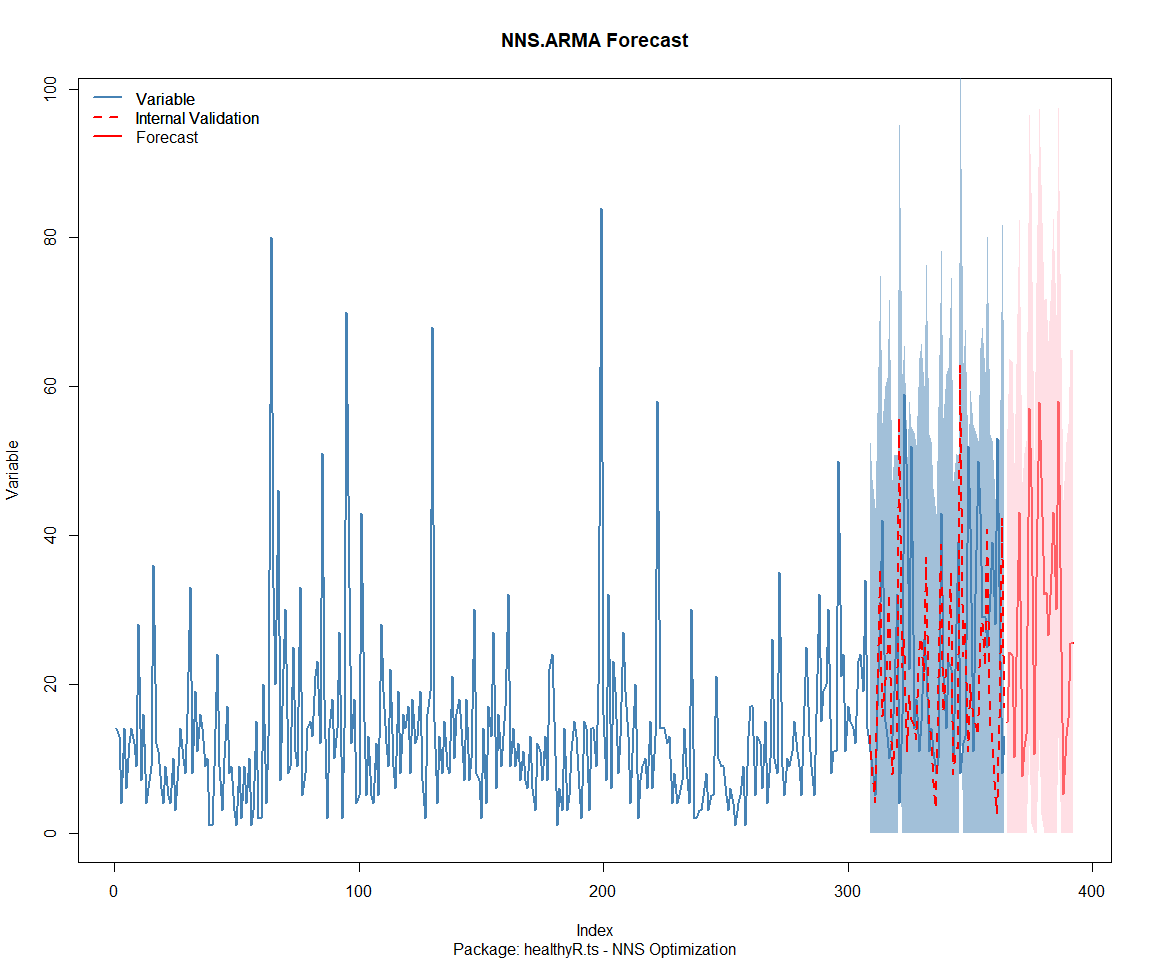 NNS.ARMA Forecast
Variable
Internal Validation
Forecast
100
80
60
40
20
0
Variable
0
100
200
300
400
Index
Package: healthyR.ts - NNS Optimization